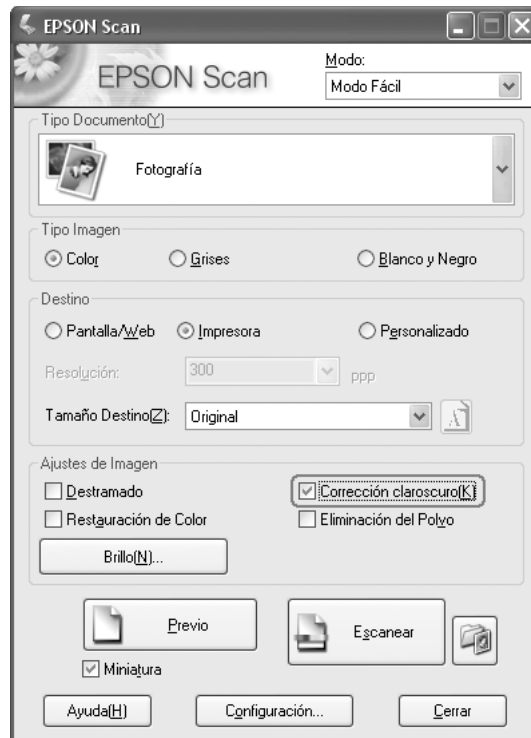 EPSON Scan
EPSON Scan
Modo:
Modo Fácil
Tipo Documento(Y)
Fotografía
Tipo Imagen
Color Grises Blanco y Negro
Destino
Pantalla/Web Impresora Personalizado
Resolución: 300 ppp
Tamaño Destino(Z): Original
Ajustes de Imagen
Destramado Corrección claroscuro(K)
Restauración de Color Eliminación del Polvo
Brillo(N)...
Previo Escanear
Miniatura
Ayuda(H) Configuración... Cerrar